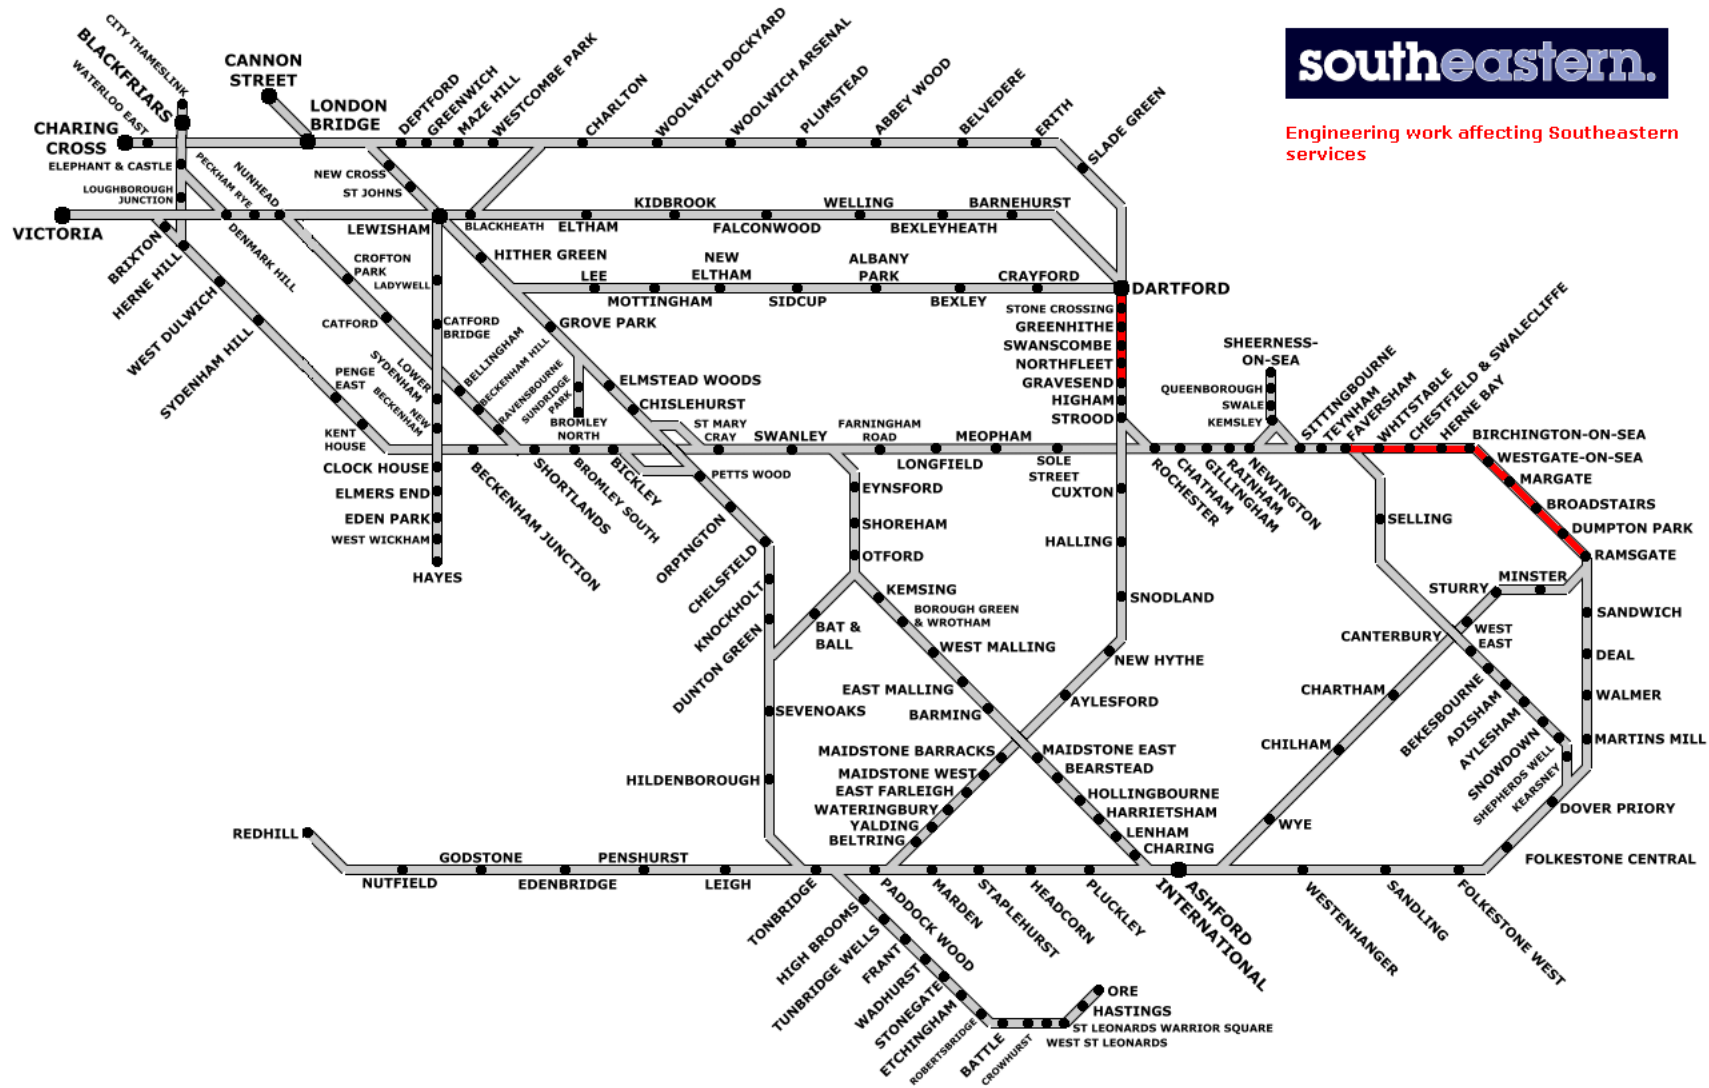 southeastern.
Engineering work affecting Southeastern
services
CITY THAMESLINK
BLACKFRIARS
WATERLOO EAST
CHARING
CROSS
CANNON
STREET
LONDON
BRIDGE
DEPTFORD
GREENWICH
MAZE HILL
WESTCOMBE PARK
CHARLTON
WOOLWICH DOCKYARD
WOOLWICH ARSENAL
PLUMSTEAD
ABBEY WOOD
BELVEDERE
ERITH
SLADE GREEN
ELEPHANT & CASTLE
LOUGHBOROUGH
JUNCTION
PECKHAM RYE
NUNHEAD
NEW CROSS
ST JOHNS
VICTORIA
LEWISHAM
BLACKHEATH
ELTHAM
KIDBROOK
FALCONWOOD
WELLING
BEXLEYHEATH
BARNEHURST
BRIXTON
HERNE HILL
DENMARK HILL
WEST DULWICH
SYDENHAM HILL
CROFTON
PARK
LADYWELL
CATFORD
CATFORD
BRIDGE
HITHER GREEN
LEE
MOTTINGHAM
NEW
ELTHAM
SIDCUP
ALBANY
PARK
BEXLEY
CRAYFORD
DARTFORD
STONE CROSSING
GREENHITHE
SWANSCOMBE
NORTHFLEET
GRAVESEND
HIGHAM
STROOD
GROVE PARK
ELMSTEAD WOODS
CHISLEHURST
SUNDRIDGE
PARK
BROMLEY
NORTH
BELLINGHAM
BECKENHAM HILL
RAVENSBOURNE
LOWER
SYDENHAM
NEW
BECKENHAM
PENGE
EAST
KENT
HOUSE
CLOCK HOUSE
ELMERS END
EDEN PARK
WEST WICKHAM
HAYES
BECKENHAM JUNCTION
SHORTLANDS
BROMLEY SOUTH
BICKLEY
ST MARY
CRAY
SWANLEY
FARNINGHAM
ROAD
LONGFIELD
MEOPHAM
SOLE
STREET
PETTS WOOD
ORPINGTON
CHELSFIELD
KNOCKHOLT
DUNTON GREEN
SEVENOAKS
HILDENBOROUGH
EYNSFORD
SHOREHAM
OTFORD
BAT &
BALL
KEMSING
BOROUGH GREEN
& WROTHAM
WEST MALLING
EAST MALLING
BARMING
MAIDSTONE EAST
BEARSTEAD
HOLLINGBOURNE
HARRIETSHAM
LENHAM
CHARING
CUXTON
HALLING
SNODLAND
NEW HYTHE
AYLESFORD
MAIDSTONE BARRACKS
MAIDSTONE WEST
EAST FARLEIGH
WATERINGBURY
YALDING
BELTRING
ROCHESTER
CHATHAM
GILLINGHAM
RAINHAM
NEWINGTON
SHEERNESS-
ON-SEA
QUEENBOROUGH
SWALE
KEMSLEY
SITTINGBOURNE
TEYNHAM
FAVERSHAM
WHITSTABLE
CHESTFIELD & SWALECLIFFE
HERNE BAY
BIRCHINGTON-ON-SEA
WESTGATE-ON-SEA
MARGATE
BROADSTAIRS
DUMPTON PARK
RAMSGATE
SELLING
MINSTER
STURRY
CANTERBURY
WEST
EAST
SANDWICH
DEAL
WALMER
MARTINS MILL
CHARTHAM
CHILHAM
WYE
BEKESBOURNE
ADISHAM
AYLESHAM
SNOWDOWN
SHEPHERDS WELL
KEARSNEY
DOVER PRIORY
FOLKESTONE CENTRAL
FOLKESTONE WEST
SANDLING
WESTENHANGER
ASHFORD
INTERNATIONAL
REDHILL
NUTFIELD
GODSTONE
EDENBRIDGE
PENSHURST
LEIGH
TONBRIDGE
PADDOCK WOOD
MARDEN
STAPLEHURST
HEADCORN
PLUCKLEY
HIGH BROOMS
TUNBRIDGE WELLS
FRANT
WADHURST
STONEGATE
ETCHINGHAM
ROBERTSBRIDGE
BATTLE
CROWHURST
WEST ST LEONARDS
ST LEONARDS WARRIOR SQUARE
HASTINGS
ORE